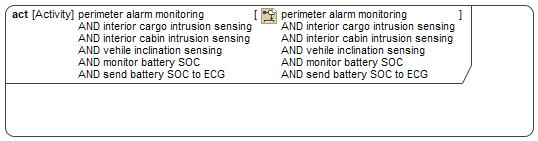 act [Activity] perimeter alarm monitoring [ perimeter alarm monitoring ]
AND interior cargo intrusion sensing AND interior cargo intrusion sensing
AND interior cabin intrusion sensing AND interior cabin intrusion sensing
AND vehile inclination sensing AND vehile inclination sensing
AND monitor battery SOC AND monitor battery SOC
AND send battery SOC to ECG AND send battery SOC to ECG